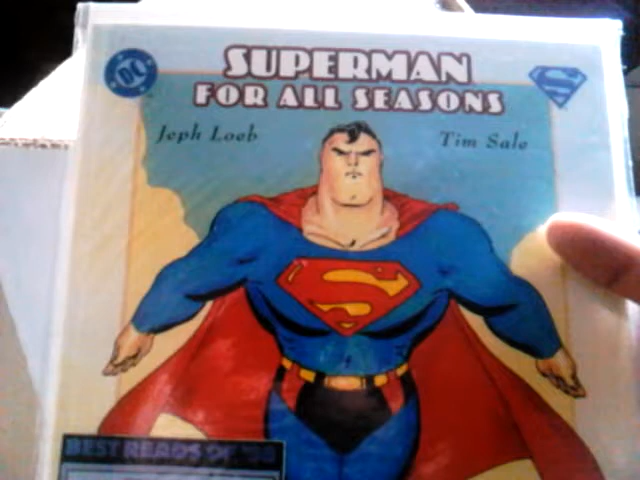 DC
SUPERMAN
FOR ALL SEASONS
Jeph Loeb
Tim Sale
S
BEST READS OF '98